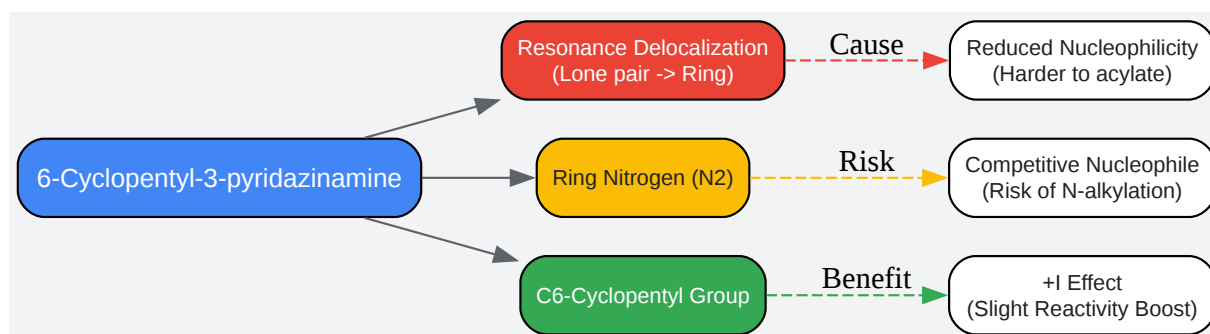 Resonance Delocalization
(Lone pair -> Ring)
Cause
Reduced Nucleophilicity
(Harder to acylate)
6-Cyclopentyl-3-pyridazinamine
Ring Nitrogen (N2)
Risk
Competitive Nucleophile
(Risk of N-alkylation)
C6-Cyclopentyl Group
Benefit
+I Effect
(Slight Reactivity Boost)